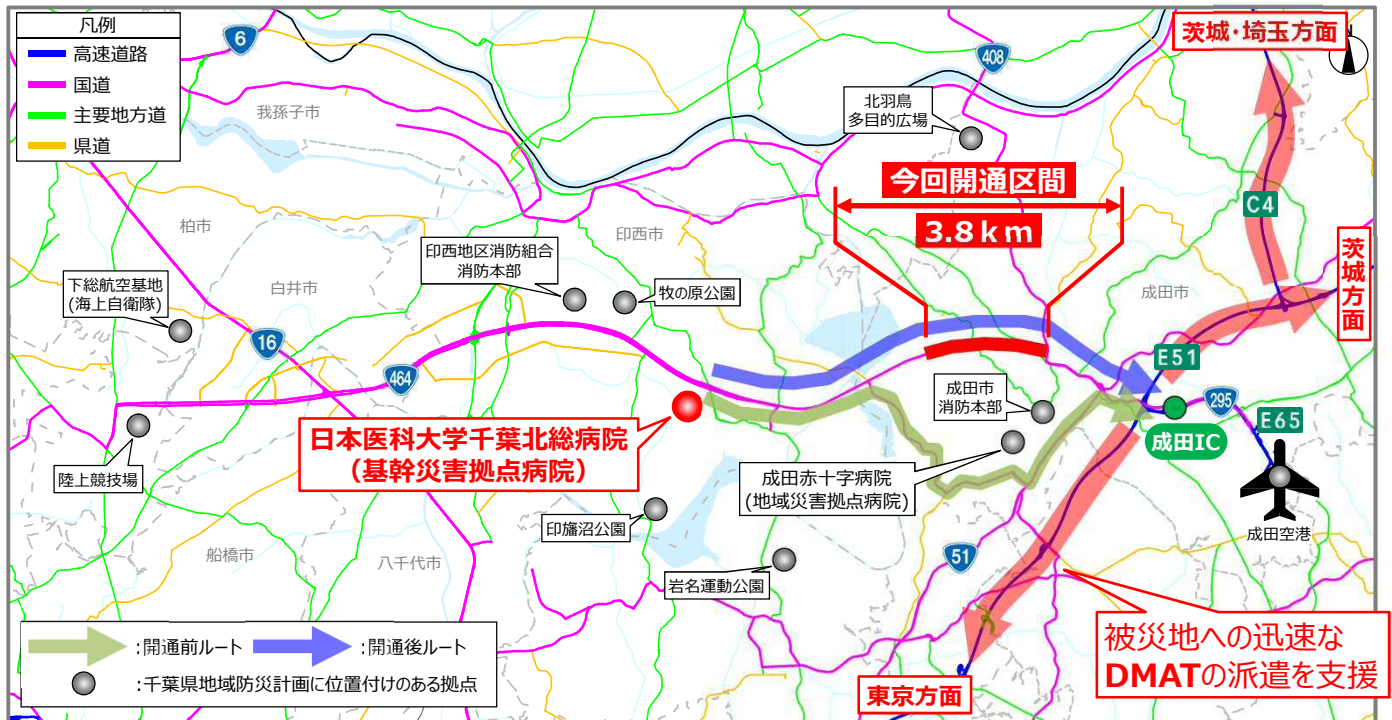 凡例
高速道路
国道
主要地方道
県道
6
408
茨城・埼玉方面
我孫子市
北羽鳥
多目的広場
今回開通区間
3.8km
C4
柏市
印西市
印西地区消防組合
消防本部
牧の原公園
茨城方面
成田市
下総航空基地
(海上自衛隊)
白井市
16
464
E51
成田市
消防本部
295
E65
成田IC
日本医科大学千葉北総病院
(基幹災害拠点病院)
陸上競技場
成田赤十字病院
(地域災害拠点病院)
印旛沼公園
成田空港
船橋市
八千代市
51
岩名運動公園
被災地への迅速な
DMATの派遣を支援
:開通前ルート
:開通後ルート
:千葉県地域防災計画に位置付けのある拠点
東京方面